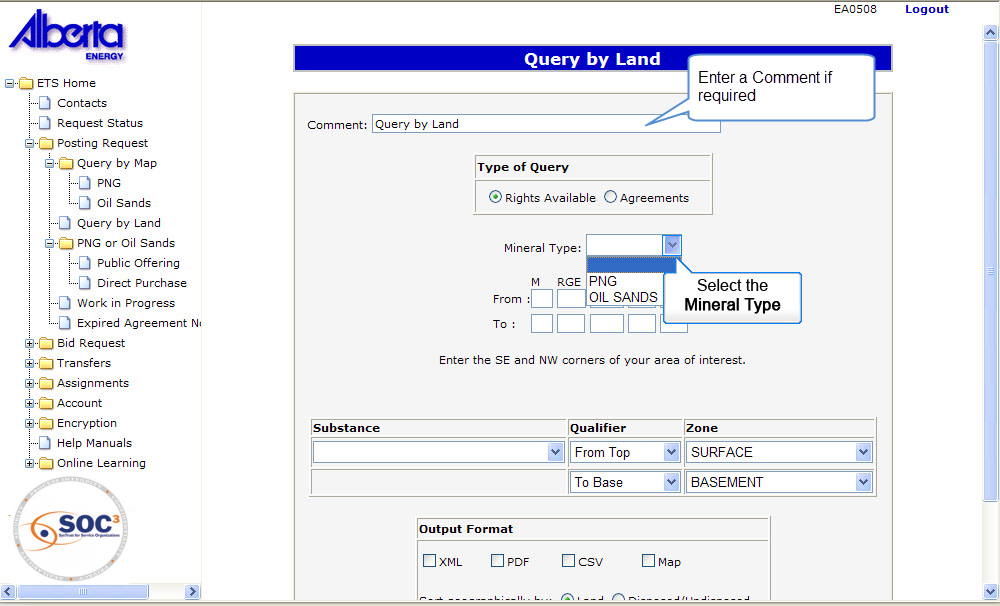 EA0508 Logout
Alberta
ENERGY
ETS Home
Contacts
Request Status
Posting Request
Query by Map
PNG
Oil Sands
Query by Land
PNG or Oil Sands
Public Offering
Direct Purchase
Work in Progress
Expired Agreement No
Bid Request
Transfers
Assignments
Account
Encryption
Help Manuals
Online Learning
SOC3
SysTrust for Service Organizations
Query by Land
Enter a Comment if
required
Comment: Query by Land
Type of Query
Rights Available Agreements
Mineral Type:
PNG
OIL SANDS
Select the
Mineral Type
M RGE
From :
To :
Enter the SE and NW corners of your area of interest.
Substance Qualifier Zone
From Top SURFACE
To Base BASEMENT
Output Format
XML PDF CSV Map
Sort geographically by: Land Disposed/Undisposed